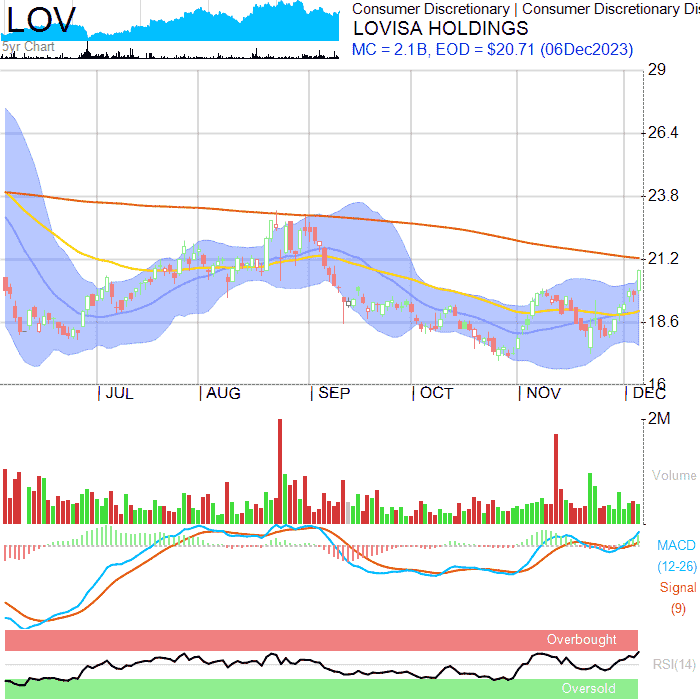 LOV
5yr Chart
Consumer Discretionary | Consumer Discretionary Dis
LOVISA HOLDINGS
MC = 2.1B, EOD = $20.71 (06Dec2023)
29
26.4
23.8
21.2
18.6
16
JUL AUG SEP OCT NOV DEC
2M
Volume
MACD
(12-26)
Signal
(9)
Overbought
RSI(14)
Oversold